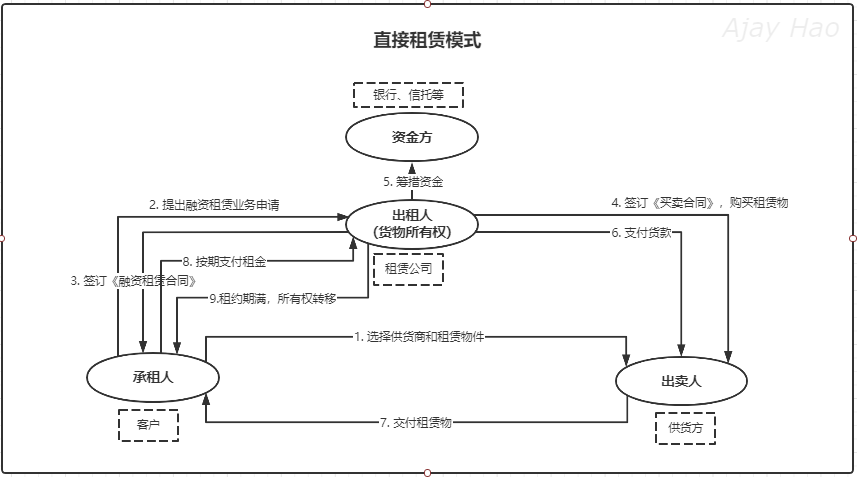 Ajay Hao
直接租赁模式
银行、信托等
资金方
5. 筹措资金
2. 提出融资租赁业务申请
4. 签订《买卖合同》，购买租赁物
出租人
（货物所有权）
6. 支付货款
8. 按期支付租金
租赁公司
3. 签订《融资租赁合同》
9.租约期满，所有权转移
1. 选择供货商和租赁物件
承租人
出卖人
客户
7. 交付租赁物
供货方